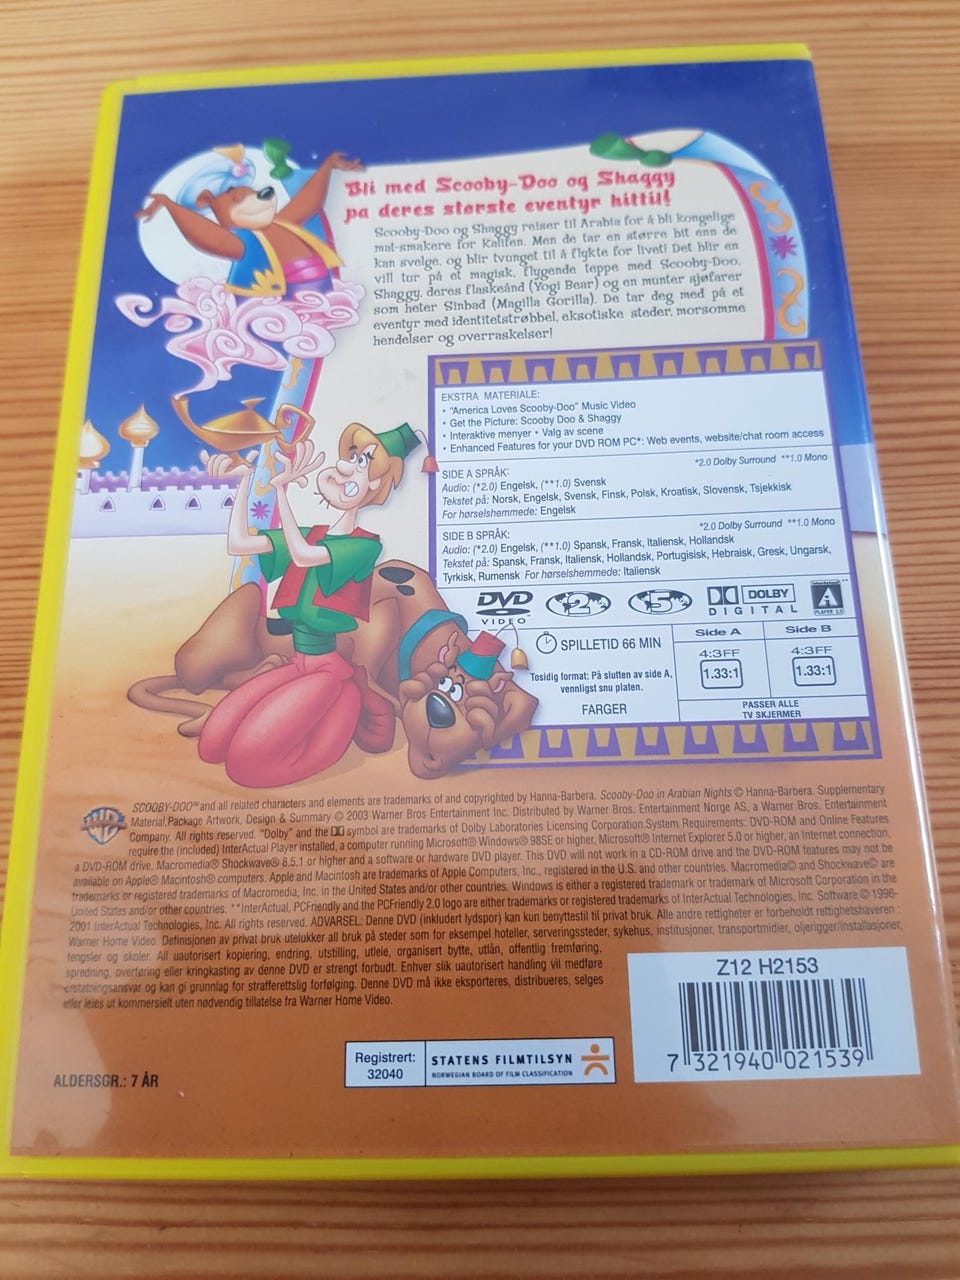 Bli med Scooby-Doo og Shaggy
pa deres største eventyr hittil!
Scooby-Doo og Shaggy reiser til Arabia for å bli kongelige
mat-smakere for Kalifen. Men de tar en større bit enn de
kan svelge, og blir tvunget til å flykte for livet! Det blir en
vill tur på et magisk, flygende teppe med Scooby-Doo,
Shaggy, deres flaskeånd (Yogi Bear) og en munter sjøfarer
som heter Sinbad (Magilla Gorilla). De tar deg med på et
eventyr med identitetstrøbbel, eksotiske steder, morsomme
hendelser og overraskelser!
EKSTRA MATERIALE:
• "America Loves Scooby-Doo" Music Video
• Get the Picture: Scooby Doo & Shaggy
• Interaktive menyer • Valg av scene
• Enhanced Features for your DVD ROM PC*: Web events, website/chat room access
SIDE A SPRÅK: *2.0 Dolby Surround **1.0 Mono
Audio: (*2.0) Engelsk, (**1.0) Svensk
Tekstet på: Norsk, Engelsk, Svensk, Finsk, Polsk, Kroatisk, Slovensk, Tsjekkisk
For hørselshemmede: Engelsk
SIDE B SPRÅK: *2.0 Dolby Surround **1.0 Mono
Audio: (*2.0) Engelsk, (**1.0) Spansk, Fransk, Italiensk, Hollandsk
Tekstet på: Spansk, Fransk, Italiensk, Hollandsk, Portugisisk, Hebraisk, Gresk, Ungarsk,
Tyrkisk, Rumensk For hørselshemmede: Italiensk
DVD VIDEO 2 5 DOLBY DIGITAL
SPILLETID 66 MIN
Tosidig format: På slutten av side A,
vennligst snu platen.
FARGER
Side A Side B
4:3FF 4:3FF
1.33:1 1.33:1
PASSER ALLE
TV SKJERMER
SCOOBY-DOO™ and all related characters and elements are trademarks of and copyrighted by Hanna-Barbera. Scooby-Doo in Arabian Nights © Hanna-Barbera. Supplementary
Material, Package Artwork, Design & Summary © 2003 Warner Bros Entertainment Inc. Distributed by Warner Bros. Entertainment Norge AS, a Warner Bros. Entertainment
Company. All rights reserved. "Dolby" and the symbol are trademarks of Dolby Laboratories Licensing Corporation. System Requirements: DVD-ROM and Online Features
require the (included) InterActual Player installed, a computer running Microsoft® Windows® 98SE or higher, Microsoft® Internet Explorer 5.0 or higher, an Internet connection,
a DVD-ROM drive. Macromedia® Shockwave® 8.5.1 or higher and a software or hardware DVD player. This DVD will not work in a CD-ROM drive and the DVD-ROM features may not be
available on Apple® Macintosh® computers. Apple and Macintosh are trademarks of Apple Computers, Inc., registered in the U.S. and other countries. Macromedia© and Shockwave© are
trademarks or registered trademarks of Macromedia, Inc. in the United States and/or other countries. Windows is either a registered trademark or trademark of Microsoft Corporation in the
United States and/or other countries. **InterActual, PCFriendly and the PCFriendly 2.0 logo are either trademarks or registered trademarks of InterActual Technologies, Inc. Software © 1996-
2001 InterActual Technologies, Inc. All rights reserved. ADVARSEL: Denne DVD (inkludert lydspor) kan kun benyttestil til privat bruk. Alle andre rettigheter er forbeholdt rettighetshaveren :
Warner Home Video. Definisjonen av privat bruk utelukker all bruk på steder som for eksempel hoteller, serveringssteder, sykehus, institusjoner, transportmidler, oljerigger/installasjoner,
fengsler og skoler. All uautorisert kopiering, endring, utstilling, utleie, organisert bytte, utlån, offentlig fremføring,
spredning, overføring eller kringkasting av denne DVD er strengt forbudt. Enhver slik uautorisert handling vil medføre
erstatningsansvar og kan gi grunnlag for strafferettslig forfølging. Denne DVD må ikke eksporteres, distribueres, selges
eller leies ut kommersielt uten nødvendig tillatelse fra Warner Home Video.
Z12 H2153
7 321940 021539
Registrert:
32040
STATENS FILMTILSYN
NORWEGIAN BOARD OF FILM CLASSIFICATION
ALDERSGR.: 7 ÅR